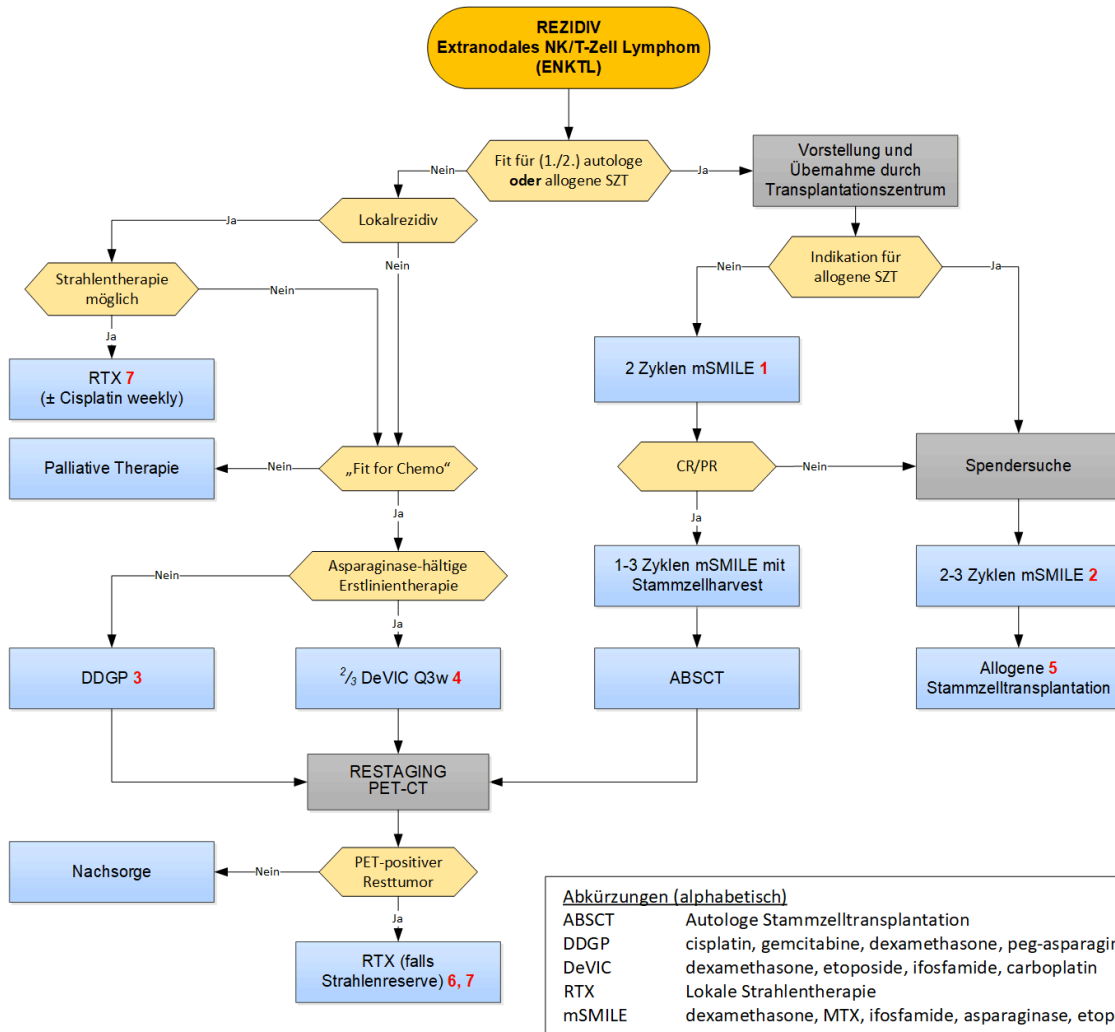 REZIDIV
Extranodales NK/T-Zell Lymphom
(ENKTL)
Fit für (1./2.) autologe
oder allogene SZT
Nein
Ja
Vorstellung und
Übernahme durch
Transplantationszentrum
Lokalrezidiv
Ja
Nein
Indikation für
allogene SZT
Nein
Ja
Strahlentherapie
möglich
Nein
Ja
RTX 7
(± Cisplatin weekly)
2 Zyklen mSMILE 1
Palliative Therapie
Nein
„Fit for Chemo“
Ja
CR/PR
Nein
Ja
Spendersuche
Asparaginase-hältige
Erstlinientherapie
Nein
Ja
1-3 Zyklen mSMILE mit
Stammzellharvest
2-3 Zyklen mSMILE 2
DDGP 3
2/3 DeVIC Q3w 4
ABSCT
Allogene 5
Stammzelltransplantation
RESTAGING
PET-CT
Nachsorge
Nein
PET-positiver
Resttumor
Ja
RTX (falls
Strahlenreserve) 6, 7
Abkürzungen (alphabetisch)
ABSCT Autologe Stammzelltransplantation
DDGP cisplatin, gemcitabine, dexamethasone,
DeVIC dexamethasone, etoposide, ifosfamide, carboplatin
RTX Lokale Strahlentherapie
mSMILE dexamethasone, MTX, ifosfamide, asparaginase,